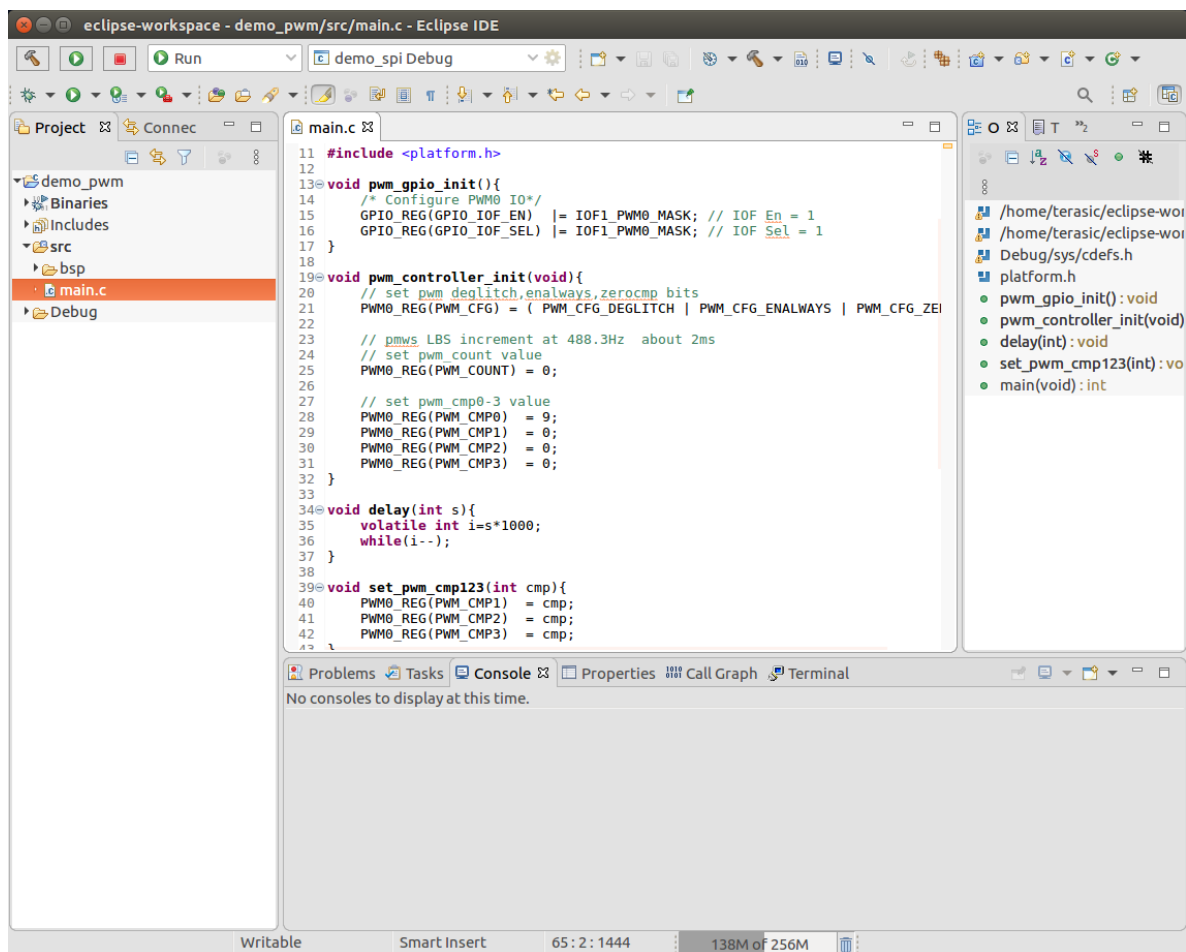 eclipse-workspace - demo_pwm/src/main.c - Eclipse IDE
Run
demo_spi Debug
Project
Connec
demo_pwm
Binaries
Includes
src
bsp
main.c
Debug
main.c
11 #include <platform.h>
12
13 void pwm_gpio_init(){
14     /* Configure PWM0 IO*/
15     GPIO_REG(GPIO_IOF_EN)  |= IOF1_PWM0_MASK; // IOF En = 1
16     GPIO_REG(GPIO_IOF_SEL) |= IOF1_PWM0_MASK; // IOF Sel = 1
17 }
18
19 void pwm_controller_init(void){
20     // set pwm deglitch,enalways,zerocmp bits
21     PWM0_REG(PWM_CFG) = ( PWM_CFG_DEGLITCH | PWM_CFG_ENALWAYS | PWM_CFG_ZE
22
23     // pmws LBS increment at 488.3Hz  about 2ms
24     // set pwm_count value
25     PWM0_REG(PWM_COUNT) = 0;
26
27     // set pwm_cmp0-3 value
28     PWM0_REG(PWM_CMP0)  = 9;
29     PWM0_REG(PWM_CMP1)  = 0;
30     PWM0_REG(PWM_CMP2)  = 0;
31     PWM0_REG(PWM_CMP3)  = 0;
32 }
33
34 void delay(int s){
35     volatile int i=s*1000;
36     while(i--);
37 }
38
39 void set_pwm_cmp123(int cmp){
40     PWM0_REG(PWM_CMP1)  = cmp;
41     PWM0_REG(PWM_CMP2)  = cmp;
42     PWM0_REG(PWM_CMP3)  = cmp;
43 }
O
T
2
/home/terasic/eclipse-wor
/home/terasic/eclipse-wor
Debug/sys/cdefs.h
platform.h
pwm_gpio_init() : void
pwm_controller_init(void)
delay(int) : void
set_pwm_cmp123(int) : vo
main(void) : int
Problems
Tasks
Console
Properties
Call Graph
Terminal
No consoles to display at this time.
Writable
Smart Insert
65 : 2 : 1444
138M of 256M